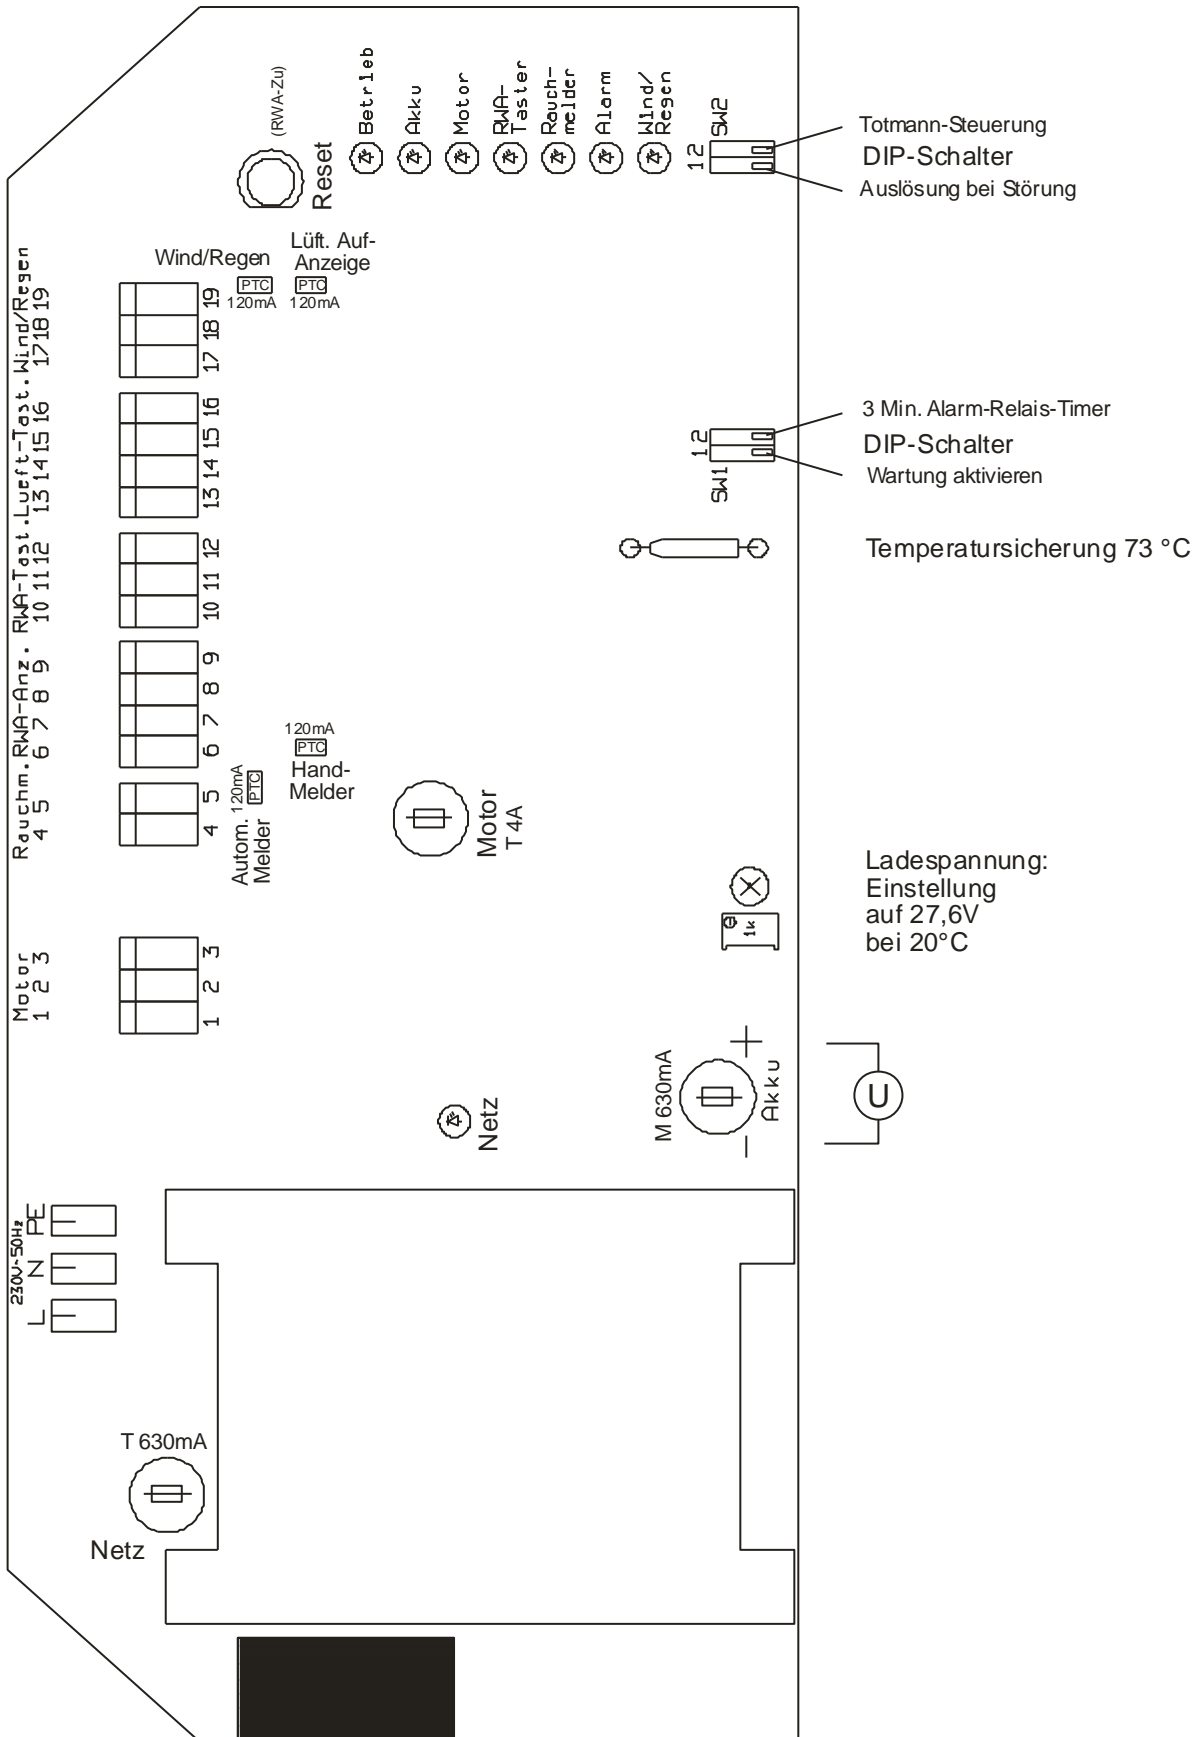 (RWA-Zu)
Reset
Betrieb
Akku
Motor
RWA-
Taster
Rauch-
melder
Alarm
Wind/
Regen
SW2
1 2
Totmann-Steuerung
DIP-Schalter
Auslösung bei Störung
Wind/Regen
PTC
120mA
Lüft. Auf-
Anzeige
PTC
120mA
Rauchm. RWA-Anz. RWA-Tast. Lueft-Tast. Wind/Regen
4 5 6 7 8 9 10 11 12 13 14 15 16 17 18 19
19
18
17
16
15
14
13
12
11
10
9
8
7
6
5
4
3 Min. Alarm-Relais-Timer
DIP-Schalter
Wartung aktivieren
1 2
SW1
Temperatursicherung 73 °C
120mA
PTC
Hand-
Melder
120mA
PTC
Autom.
Melder
Motor
T 4A
1k
Ladespannung:
Einstellung
auf 27,6V
bei 20°C
Motor
1 2 3
3
2
1
M 630mA
+
Akku
–
U
Netz
230V~50Hz
PE
N
L
T 630mA
Netz